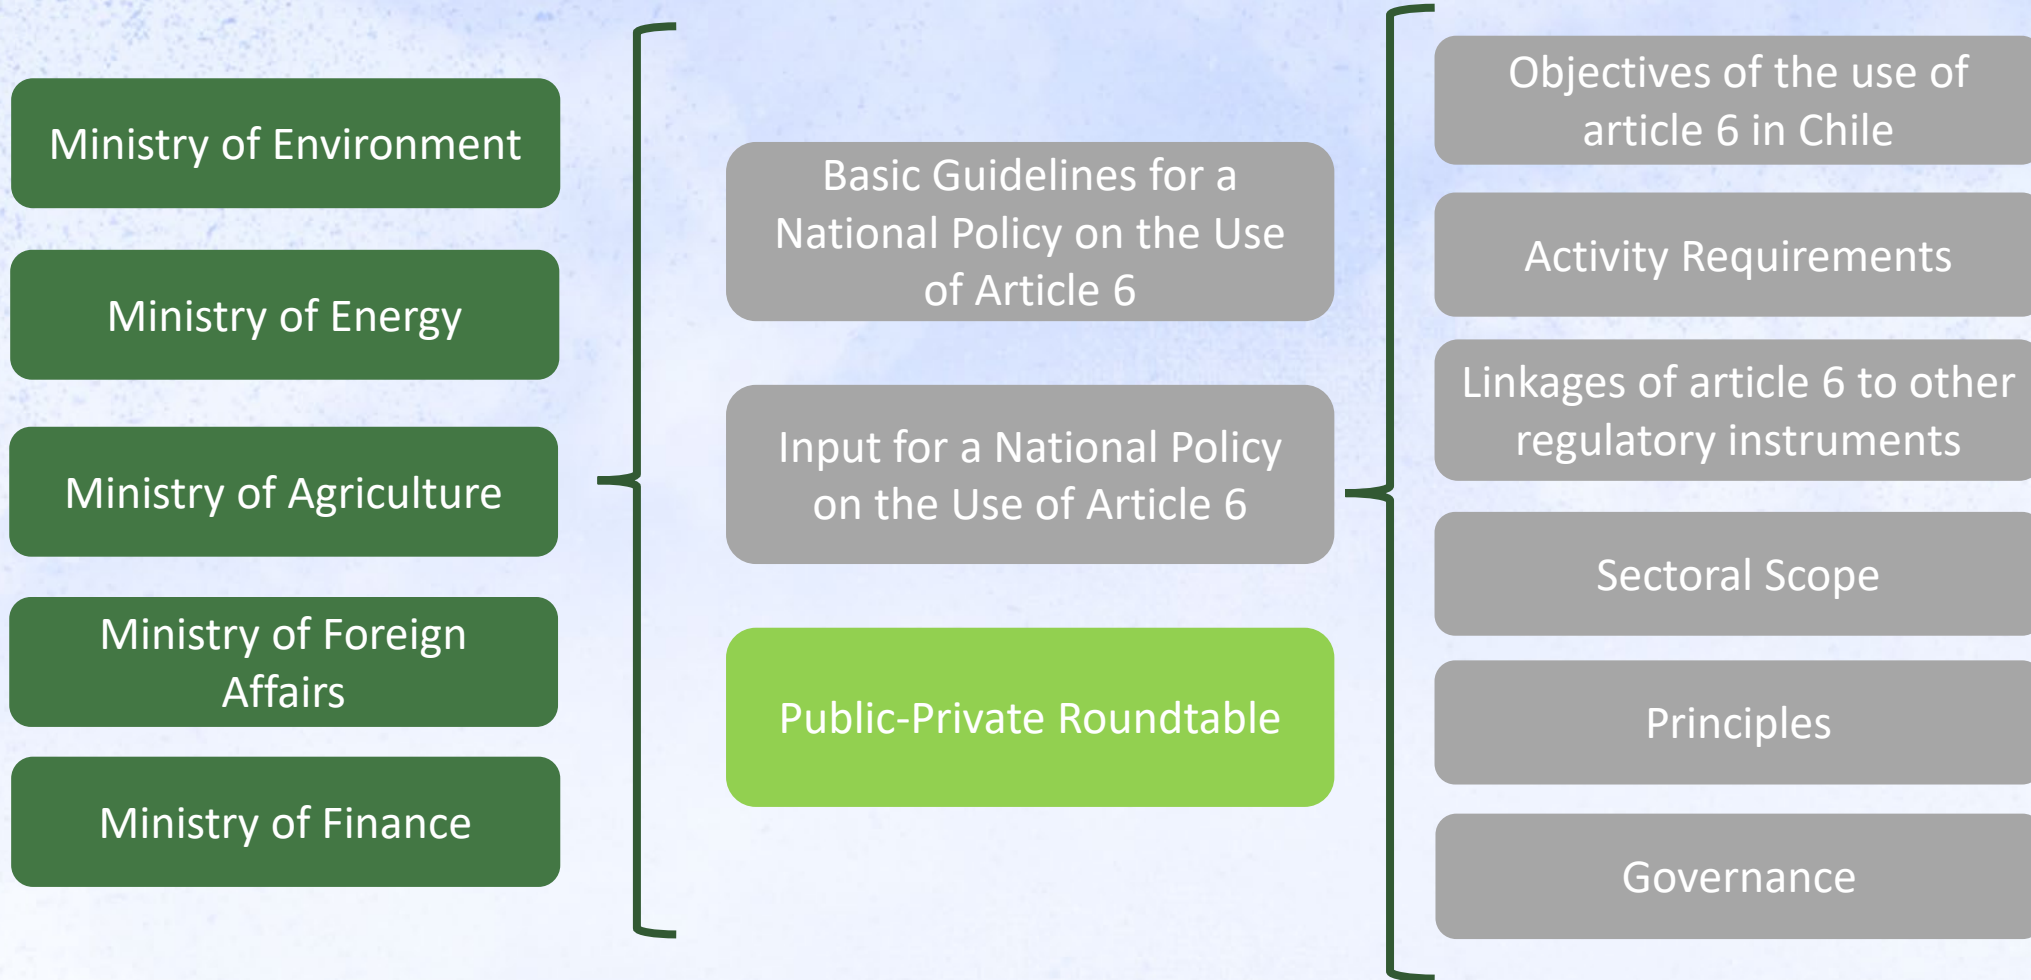 Ministry of Environment
Ministry of Energy
Ministry of Agriculture
Ministry of Foreign
Affairs
Ministry of Finance
Basic Guidelines for a
National Policy on the Use
of Article 6
Input for a National Policy
on the Use of Article 6
Public-Private Roundtable
Objectives of the use of
article 6 in Chile
Activity Requirements
Linkages of article 6 to other
regulatory instruments
Sectoral Scope
Principles
Governance